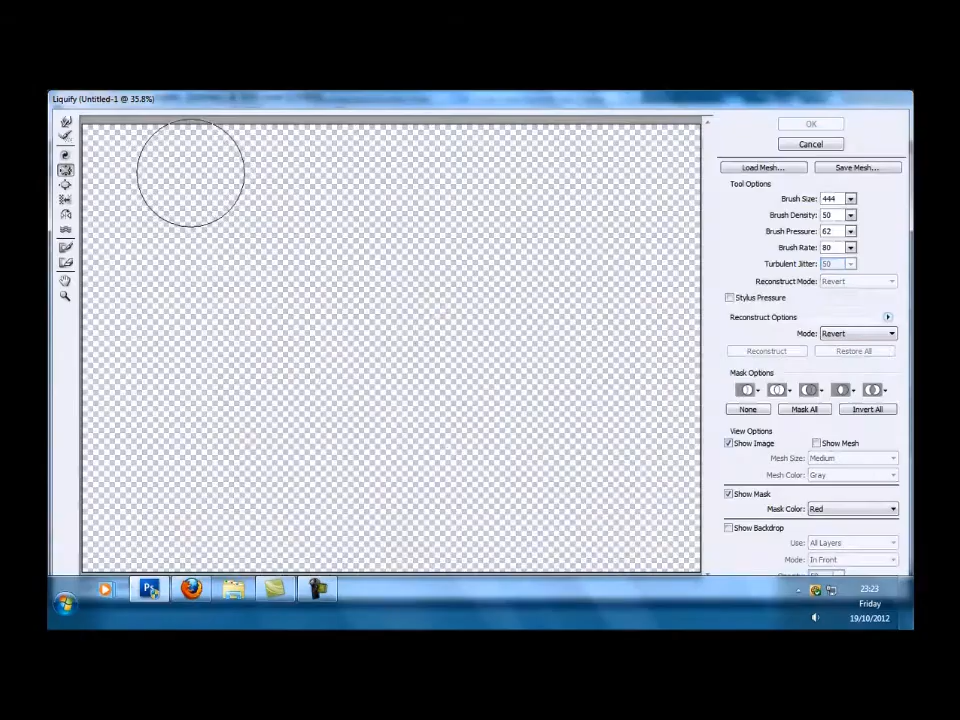 Liquify (Untitled-1 @ 35.8%)
OK
Cancel
Load Mesh...
Save Mesh...
Tool Options
Brush Size: 444
Brush Density: 50
Brush Pressure: 62
Brush Rate: 80
Turbulent Jitter: 50
Reconstruct Mode: Revert
Stylus Pressure
Reconstruct Options
Mode: Revert
Reconstruct
Restore All
Mask Options
None
Mask All
Invert All
View Options
Show Image
Show Mesh
Mesh Size: Medium
Mesh Color: Gray
Show Mask
Mask Color: Red
Show Backdrop
Use: All Layers
Mode: In Front
Ps
23:23
Friday
19/10/2012